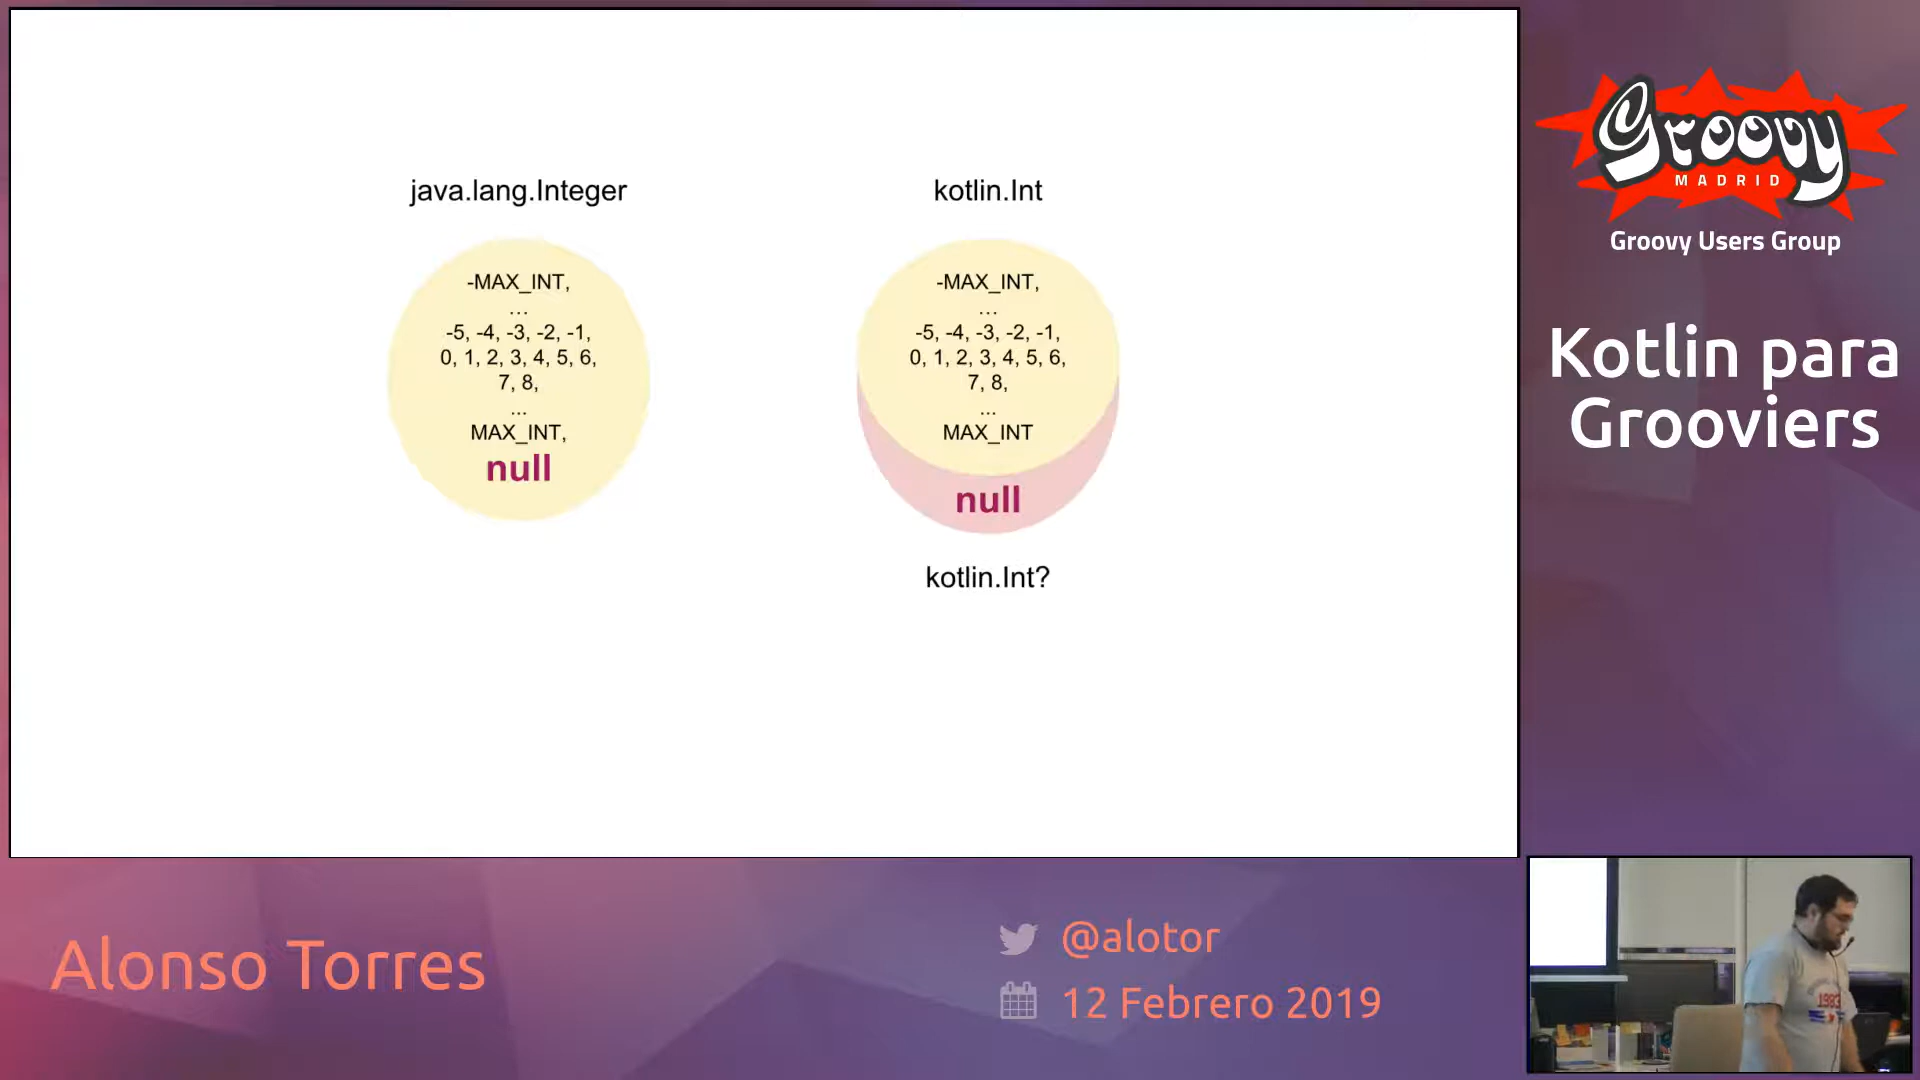 java.lang.Integer
-MAX_INT,
...
-5, -4, -3, -2, -1,
0, 1, 2, 3, 4, 5, 6,
7, 8,
...
MAX_INT,
null
kotlin.Int
-MAX_INT,
...
-5, -4, -3, -2, -1,
0, 1, 2, 3, 4, 5, 6,
7, 8,
...
MAX_INT
null
kotlin.Int?
Groovy
MADRID
Groovy Users Group
Kotlin para
Grooviers
Alonso Torres
@alotor
12 Febrero 2019
1983